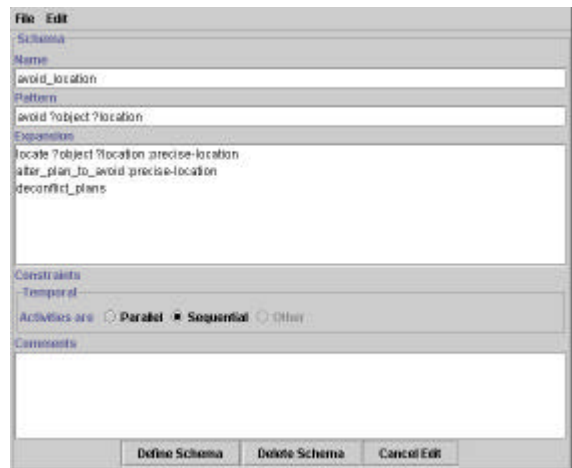 File Edit
Schema
Name
avoid_location
Pattern
avoid ?object ?location
Expansion
locate ?object ?location :precise-location
alter_plan_to_avoid :precise-location
deconflict_plans
Constraints
Temporal
Activities are Parallel Sequential Other
Comments
Define Schema Delete Schema Cancel Edit